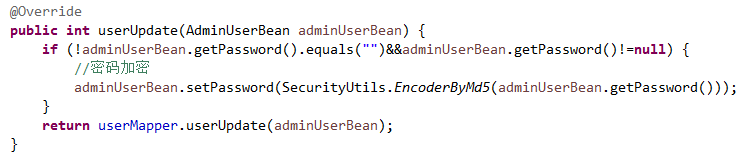 @Override
public int userUpdate(AdminUserBean adminUserBean) {
    if (!adminUserBean.getPassword().equals("")&&adminUserBean.getPassword()!=null) {
        //密码加密
        adminUserBean.setPassword(SecurityUtils.EncoderByMd5(adminUserBean.getPassword()));
    }
    return userMapper.userUpdate(adminUserBean);
}